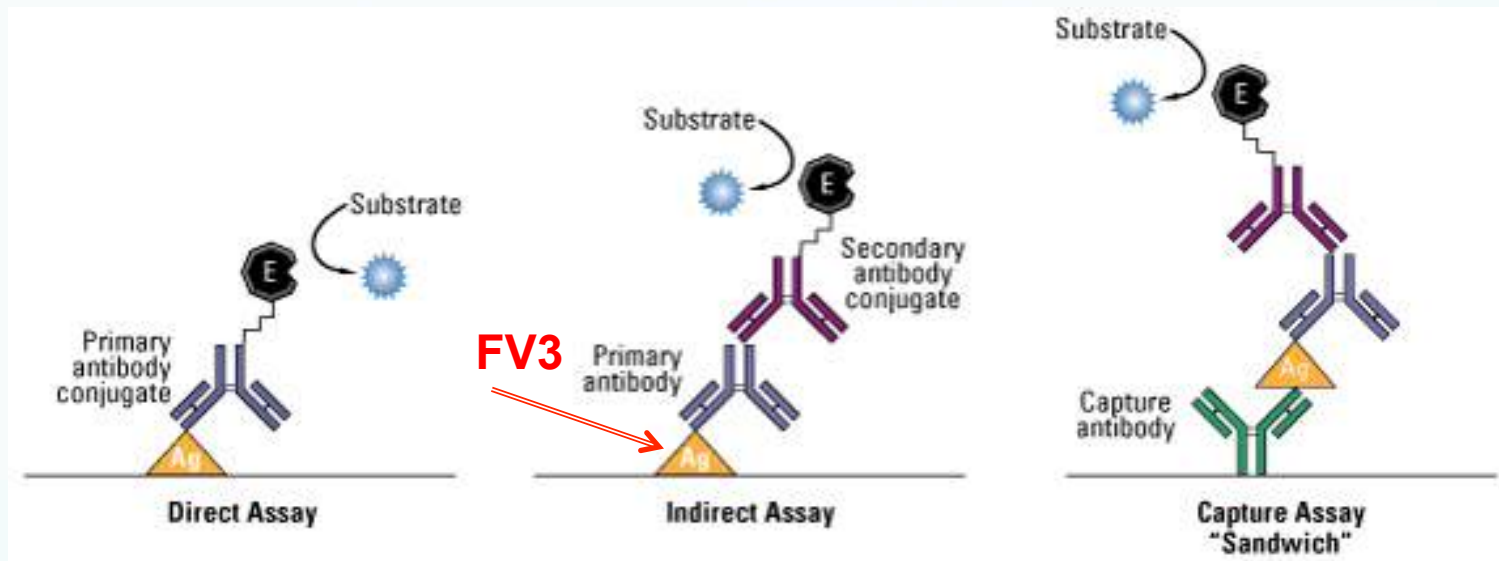 Substrate
E
Primary
antibody
conjugate
Ag
Direct Assay
FV3
Substrate
E
Secondary
antibody
conjugate
Primary
antibody
Ag
Indirect Assay
Substrate
E
Ag
Capture
antibody
Capture Assay
"Sandwich"